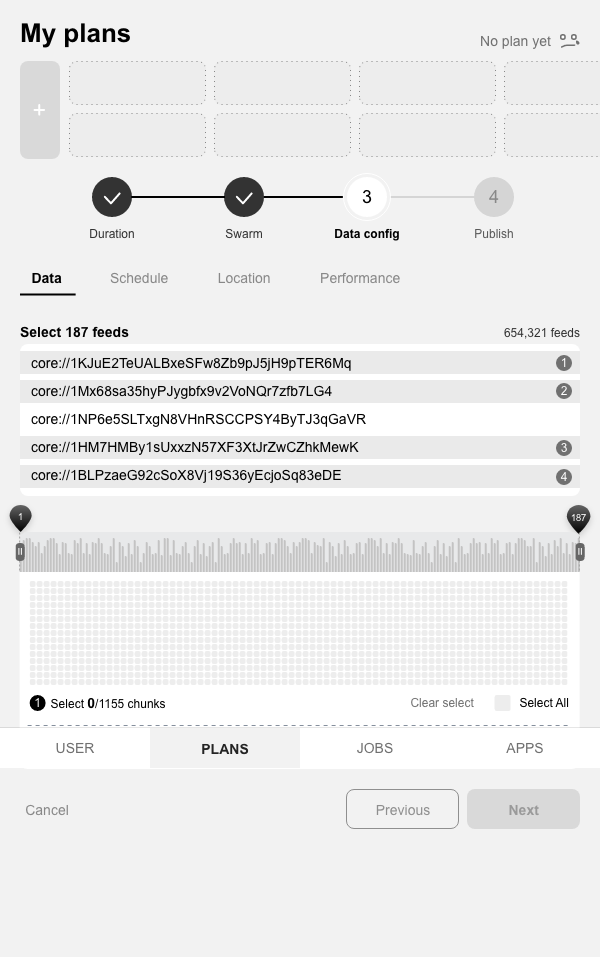 My plans
No plan yet
+
3
4
Duration
Swarm
Data config
Publish
Data
Schedule
Location
Performance
Select 187 feeds
654,321 feeds
core://1KJuE2TeUALBxeSFw8Zb9pJ5jH9pTER6Mq
1
core://1Mx68sa35hyPJygbfx9v2VoNQr7zfb7LG4
2
core://1NP6e5SLTxgN8VHnRSCCPSY4ByTJ3qGaVR
core://1HM7HMBy1sUxxzN57XF3XtJrZwCZhkMewK
3
core://1BLPzaeG92cSoX8Vj19S36yEcjoSq83eDE
4
1
187
1 Select 0/1155 chunks
Clear select
Select All
USER
PLANS
JOBS
APPS
Cancel
Previous
Next